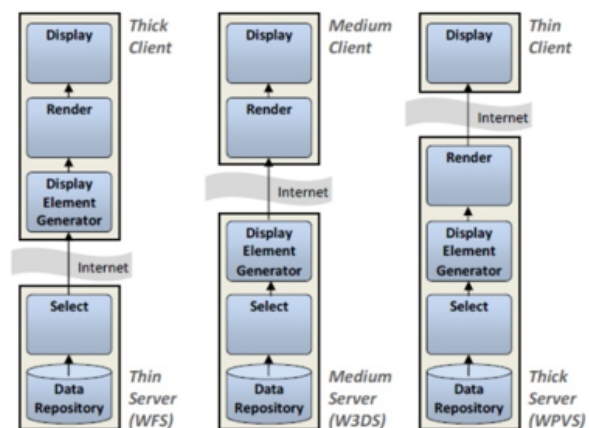 Display
Thick
Client
Render
Display
Element
Generator
Internet
Select
Data
Repository
Thin
Server
(WFS)
Display
Medium
Client
Render
Internet
Display
Element
Generator
Select
Data
Repository
Medium
Server
(W3DS)
Display
Thin
Client
Internet
Render
Display
Element
Generator
Select
Data
Repository
Thick
Server
(WPVS)